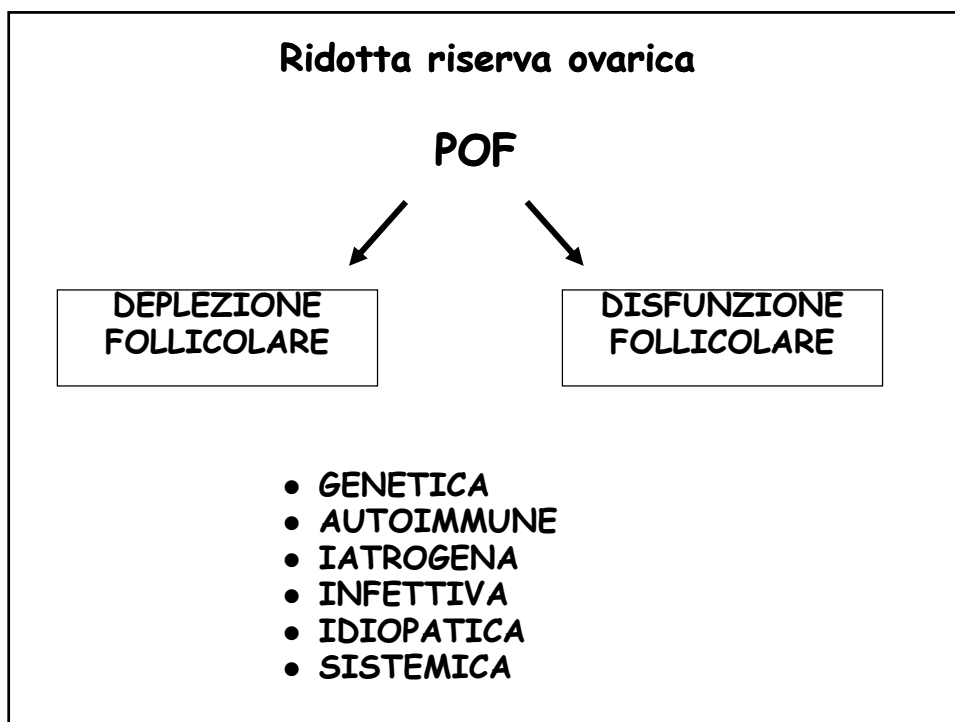 Ridotta riserva ovarica
POF
DEPLEZIONE
FOLLICOLARE
DISFUNZIONE
FOLLICOLARE
● GENETICA
● AUTOIMMUNE
● IATROGENA
● INFETTIVA
● IDIOPATICA
● SISTEMICA